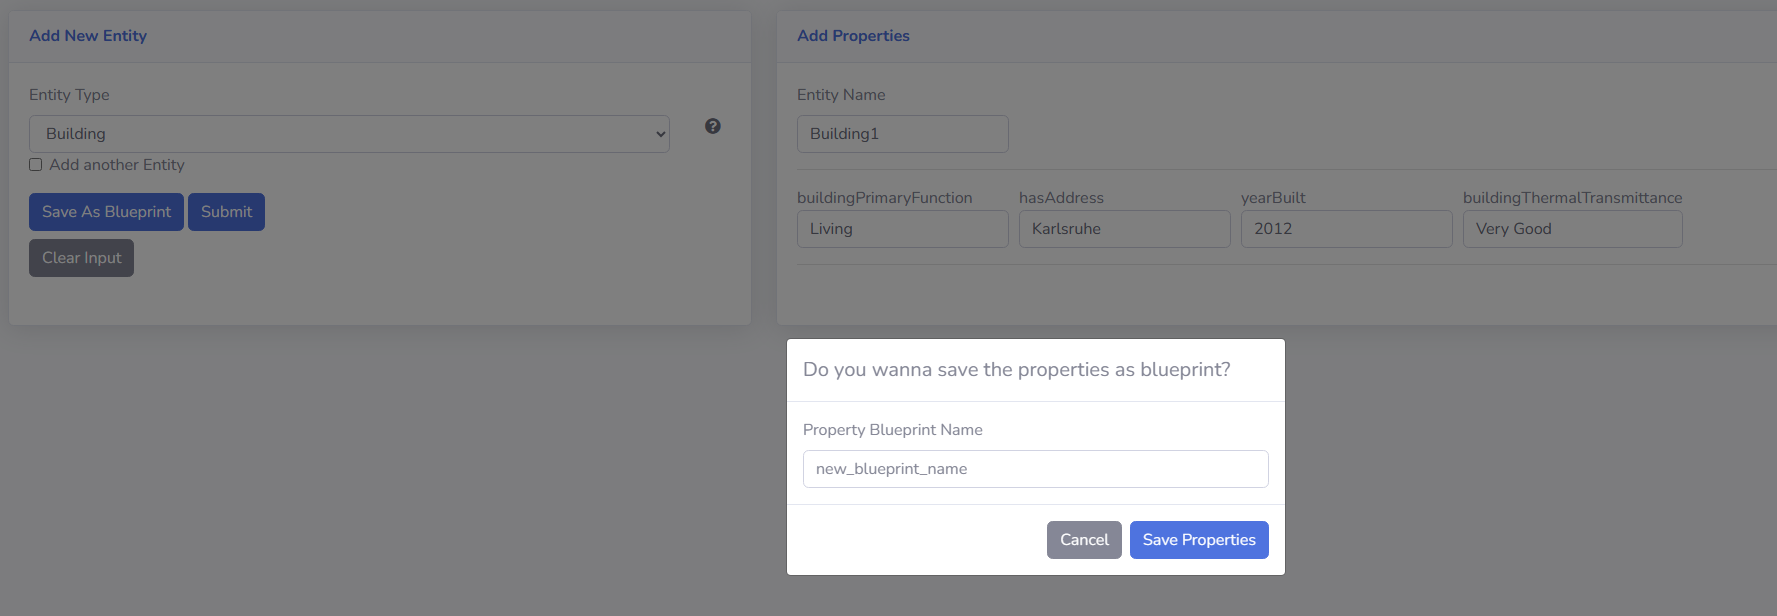 Add New Entity
Entity Type
Building
Add another Entity
Save As Blueprint Submit
Clear Input
Add Properties
Entity Name
Building1
buildingPrimaryFunction hasAddress yearBuilt buildingThermalTransmittance
Living Karlsruhe 2012 Very Good
Do you wanna save the properties as blueprint?
Property Blueprint Name
new_blueprint_name
Cancel Save Properties